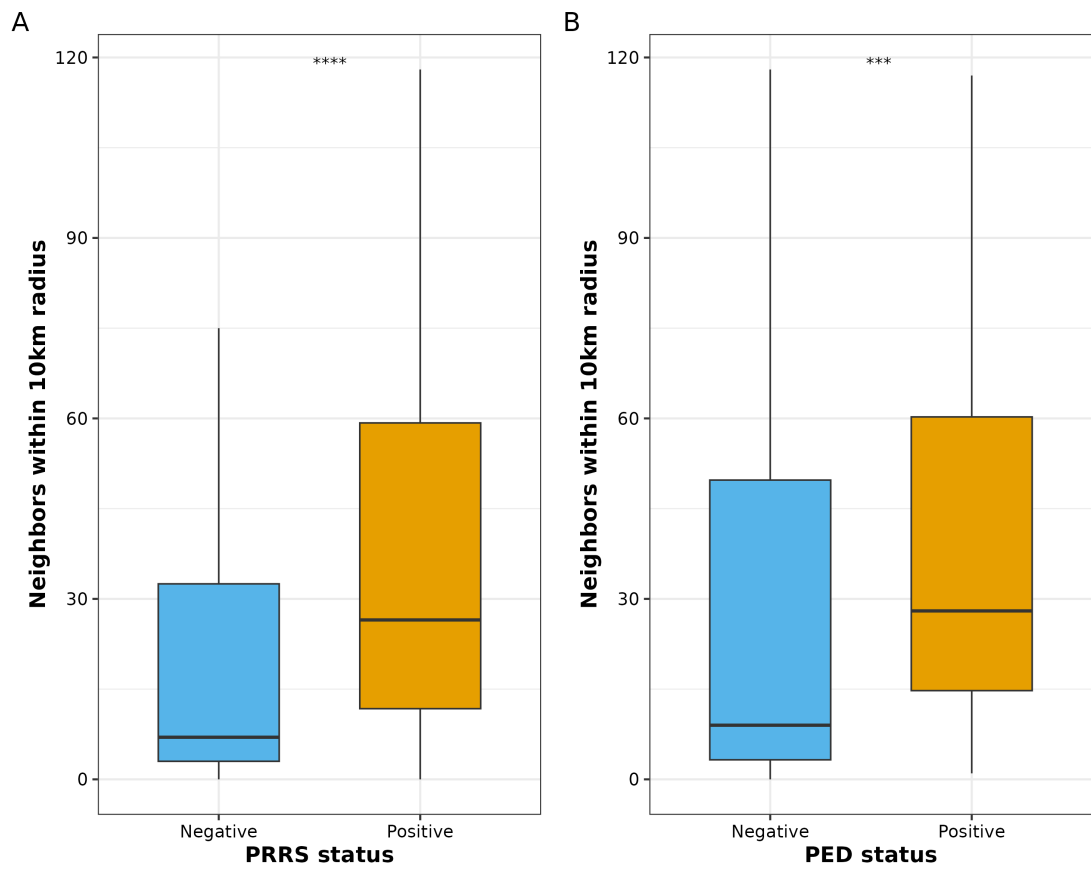 A
Neighbors within 10km radius
120
90
60
30
0
****
Negative
Positive
PRRS status
B
Neighbors within 10km radius
120
90
60
30
0
***
Negative
Positive
PED status